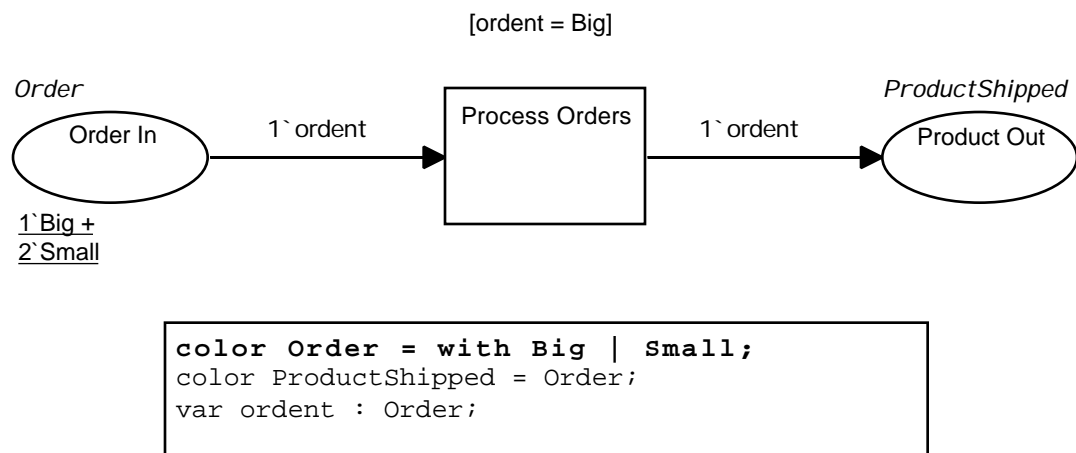 [ordent = Big]
Order
ProductShipped
Order In
1`ordent
Process Orders
1`ordent
Product Out
1`Big +
2`Small
color Order = with Big | Small;
color ProductShipped = Order;
var ordent : Order;